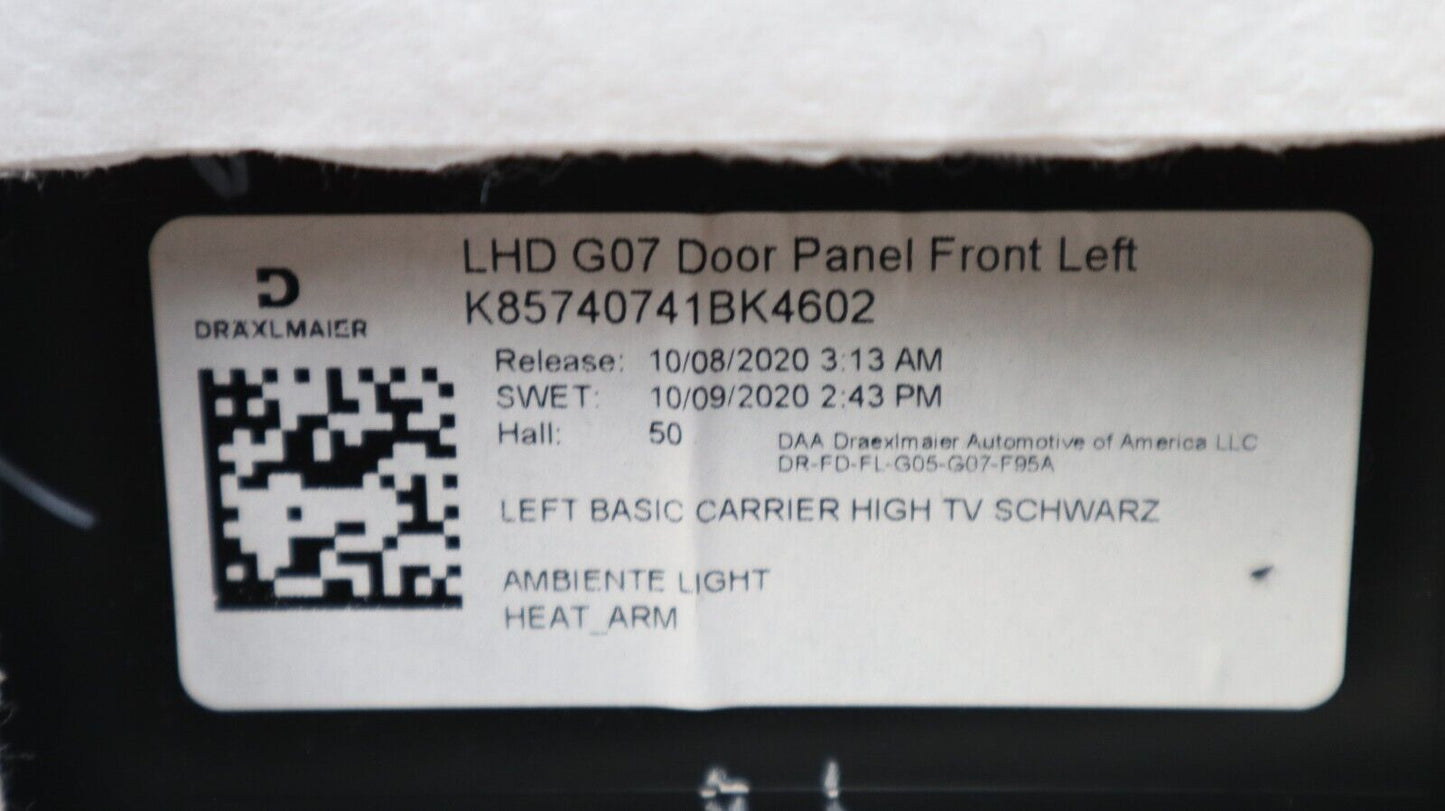 LHD G07 Door Panel Front Left
K85740741BK4602
DRÄXLMAIER
Release: 10/08/2020 3:13 AM
SWET: 10/09/2020 2:43 PM
Hall: 50
DAA Draexlmaier Automotive of America LLC
DR-FD-FL-G05-G07-F95A
LEFT BASIC CARRIER HIGH TV SCHWARZ
AMBIENTE LIGHT
HEAT_ARM